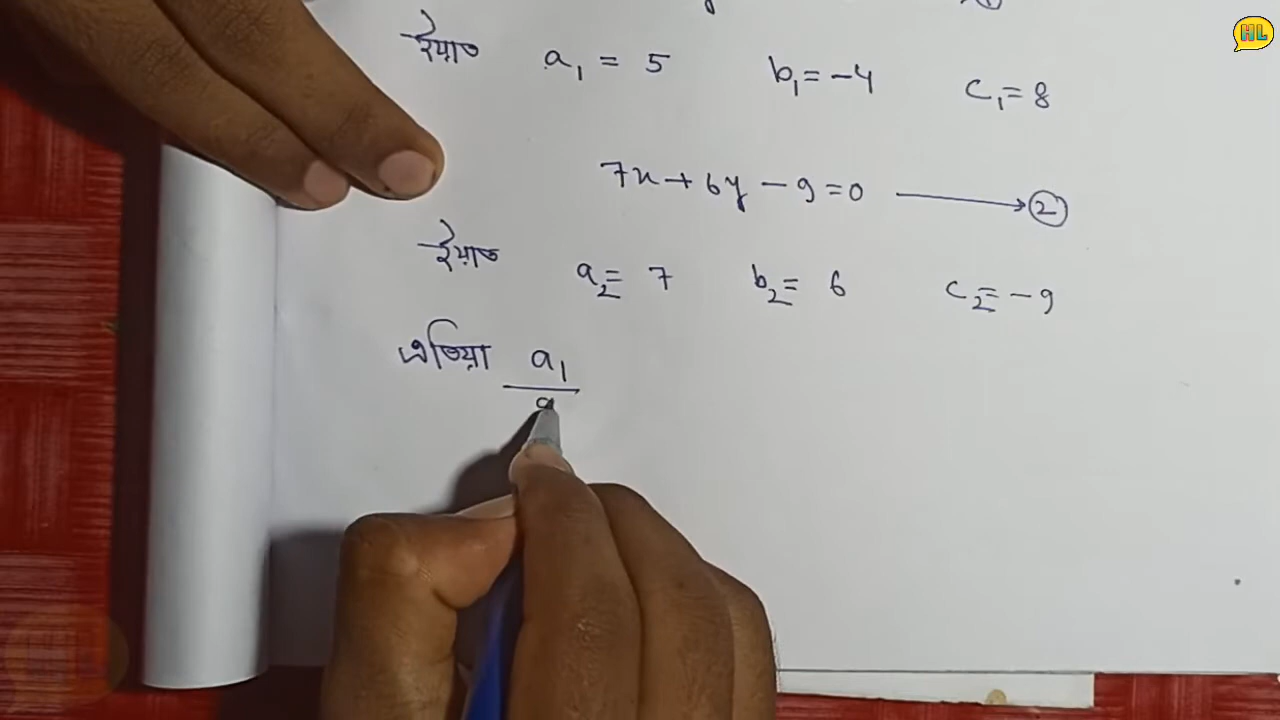 HL
ইয়াত a₁ = 5 b₁ = -4 c₁ = 8
7x + 6y - 9 = 0 → ②
ইয়াত a₂ = 7 b₂ = 6 c₂ = -9
এতিয়া a₁ / a